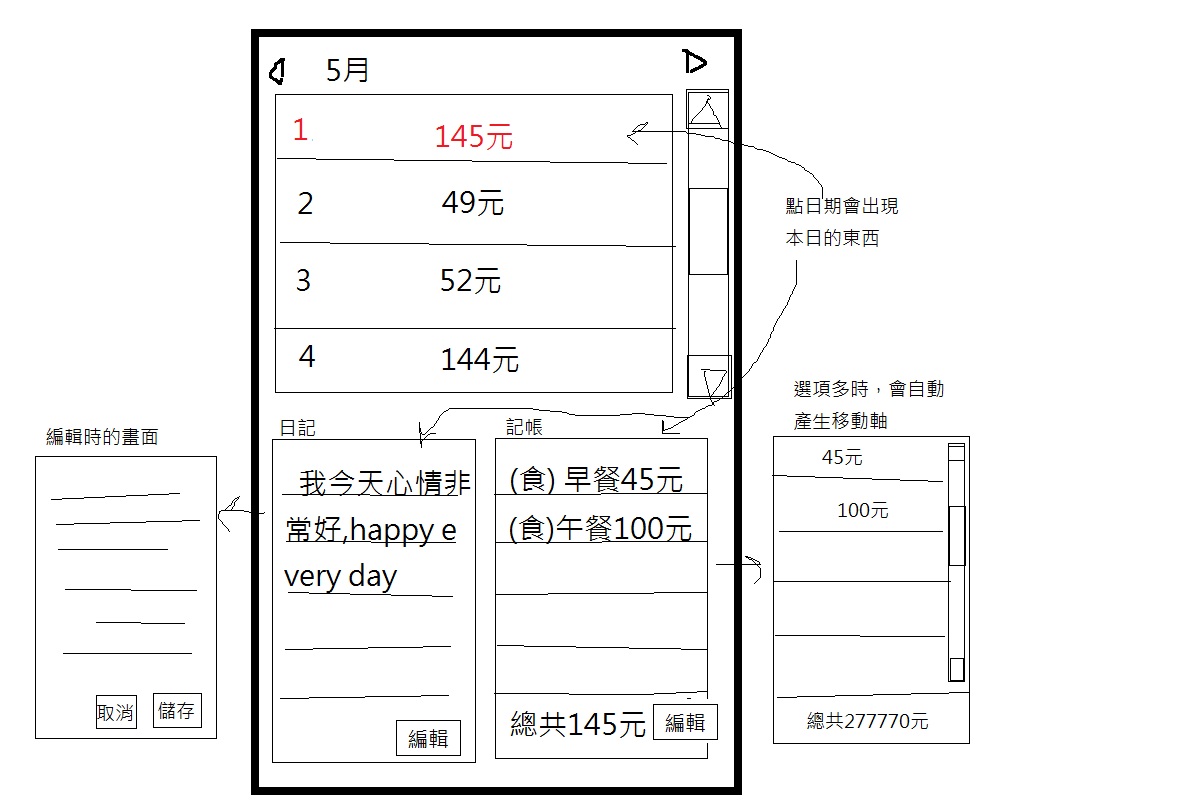 5月
1 145元
2 49元
3 52元
4 144元
點日期會出現
本日的東西
日記
我今天心情非
常好,happy e
very day
編輯
記帳
(食) 早餐45元
(食)午餐100元
總共145元 編輯
編輯時的畫面
取消 儲存
選項多時，會自動
產生移動軸
45元
100元
總共277770元